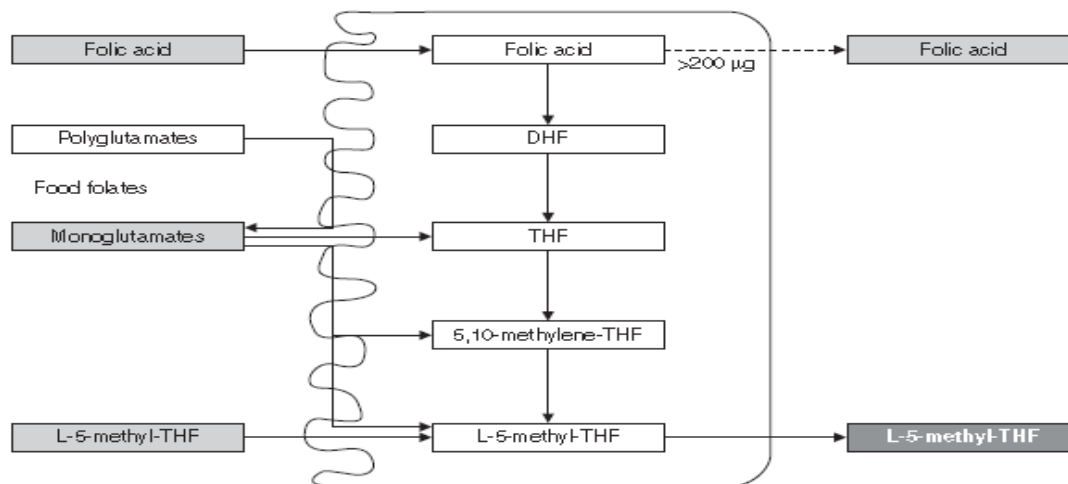 Folic acid
Folic acid
Folic acid
>200 µg
Polyglutamates
DHF
Food folates
Monoglutamates
THF
5,10-methylene-THF
L-5-methyl-THF
L-5-methyl-THF
L-5-methyl-THF